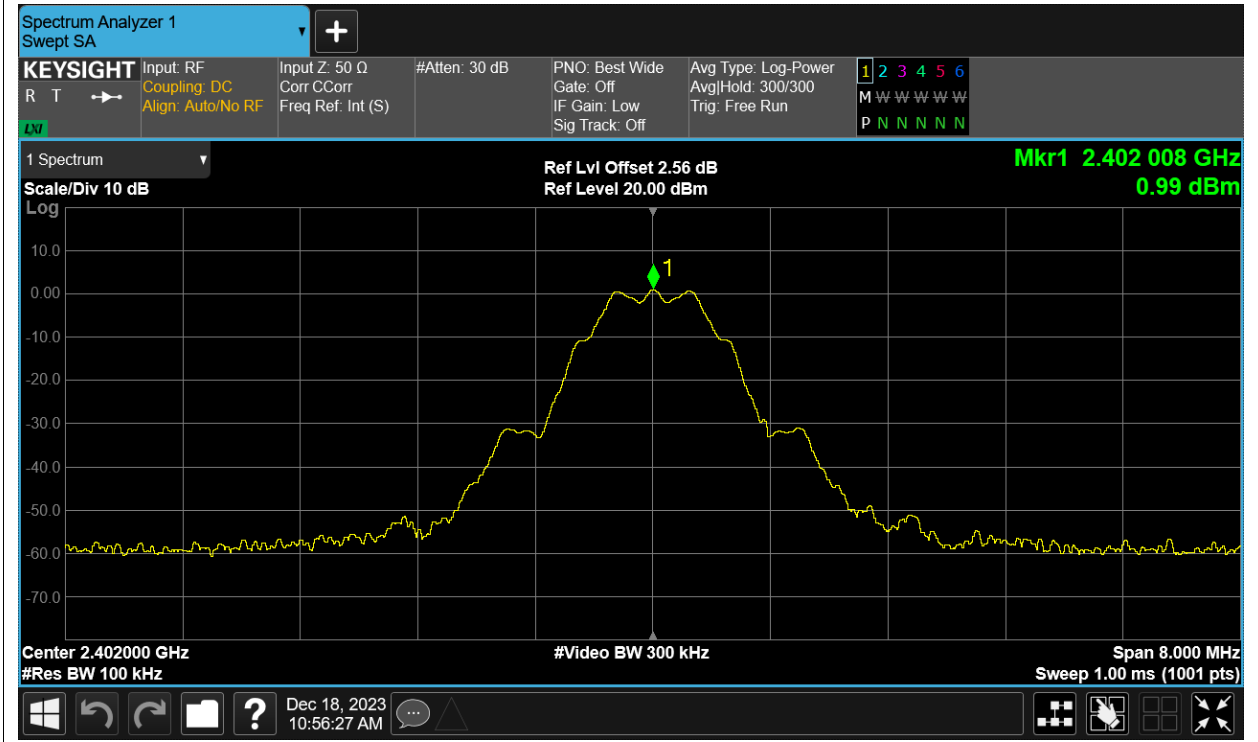 Spectrum Analyzer 1
Swept SA
KEYSIGHT
R T
LXI
Input: RF
Coupling: DC
Align: Auto/No RF
Input Z: 50 Ω
Corr CCorr
Freq Ref: Int (S)
#Atten: 30 dB
PNO: Best Wide
Gate: Off
IF Gain: Low
Sig Track: Off
Avg Type: Log-Power
Avg|Hold: 300/300
Trig: Free Run
1 2 3 4 5 6
M W W W W W
P N N N N N
1 Spectrum
Scale/Div 10 dB
Log
Ref Lvl Offset 2.56 dB
Ref Level 20.00 dBm
Mkr1 2.402 008 GHz
0.99 dBm
1
10.0
0.00
-10.0
-20.0
-30.0
-40.0
-50.0
-60.0
-70.0
Center 2.402000 GHz
#Res BW 100 kHz
#Video BW 300 kHz
Span 8.000 MHz
Sweep 1.00 ms (1001 pts)
?
Dec 18, 2023
10:56:27 AM